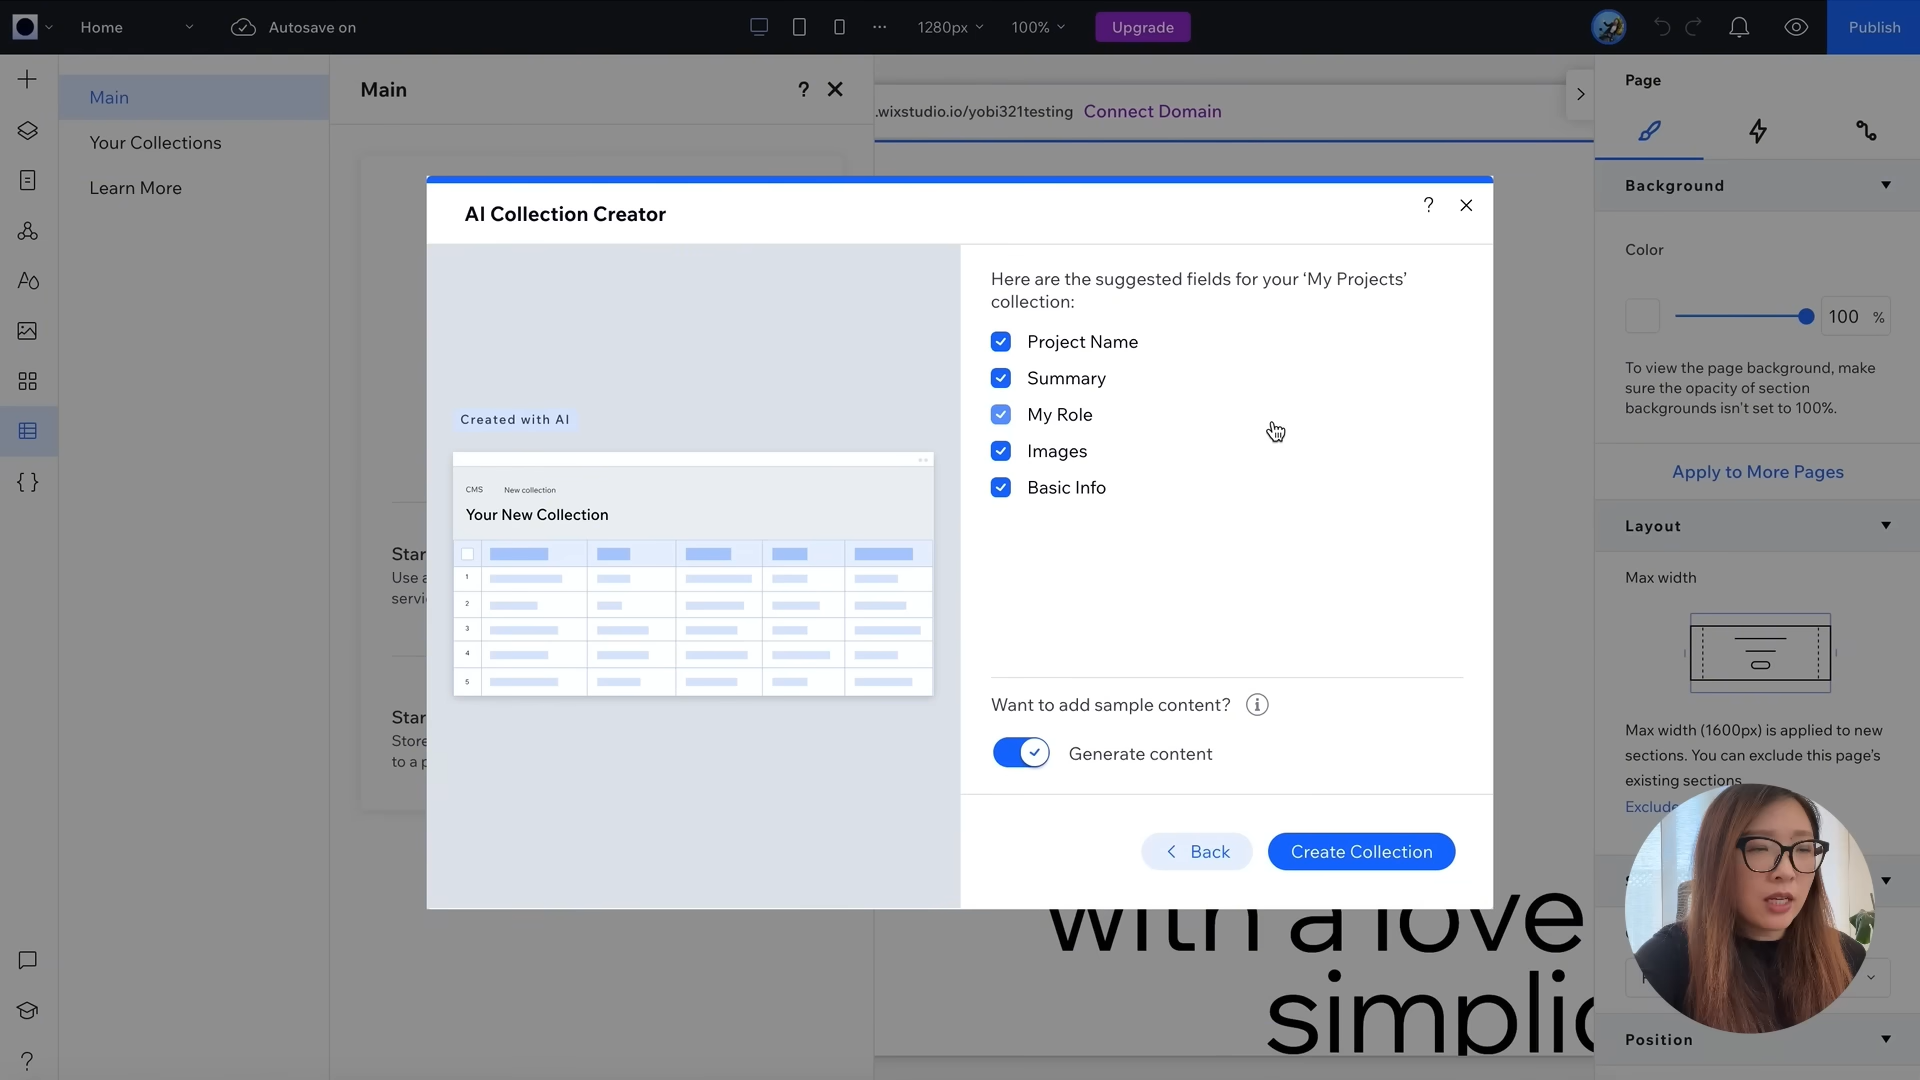 Home
Autosave on
1280px
100%
Upgrade
Publish
Main
Your Collections
Learn More
Main
?
.wixstudio.io/yobi321testing Connect Domain
Star
Use a
servi
Star
Store
to a p
AI Collection Creator
?
Created with AI
CMS New collection
Your New Collection
1
2
3
4
5
Here are the suggested fields for your ‘My Projects’
collection:
Project Name
Summary
My Role
Images
Basic Info
Want to add sample content?
Generate content
Back
Create Collection
with a love
simplic
Page
Background
Color
100 %
To view the page background, make
sure the opacity of section
backgrounds isn't set to 100%.
Apply to More Pages
Layout
Max width
Max width (1600px) is applied to new
sections. You can exclude this page's
existing sections
Exclude
Position